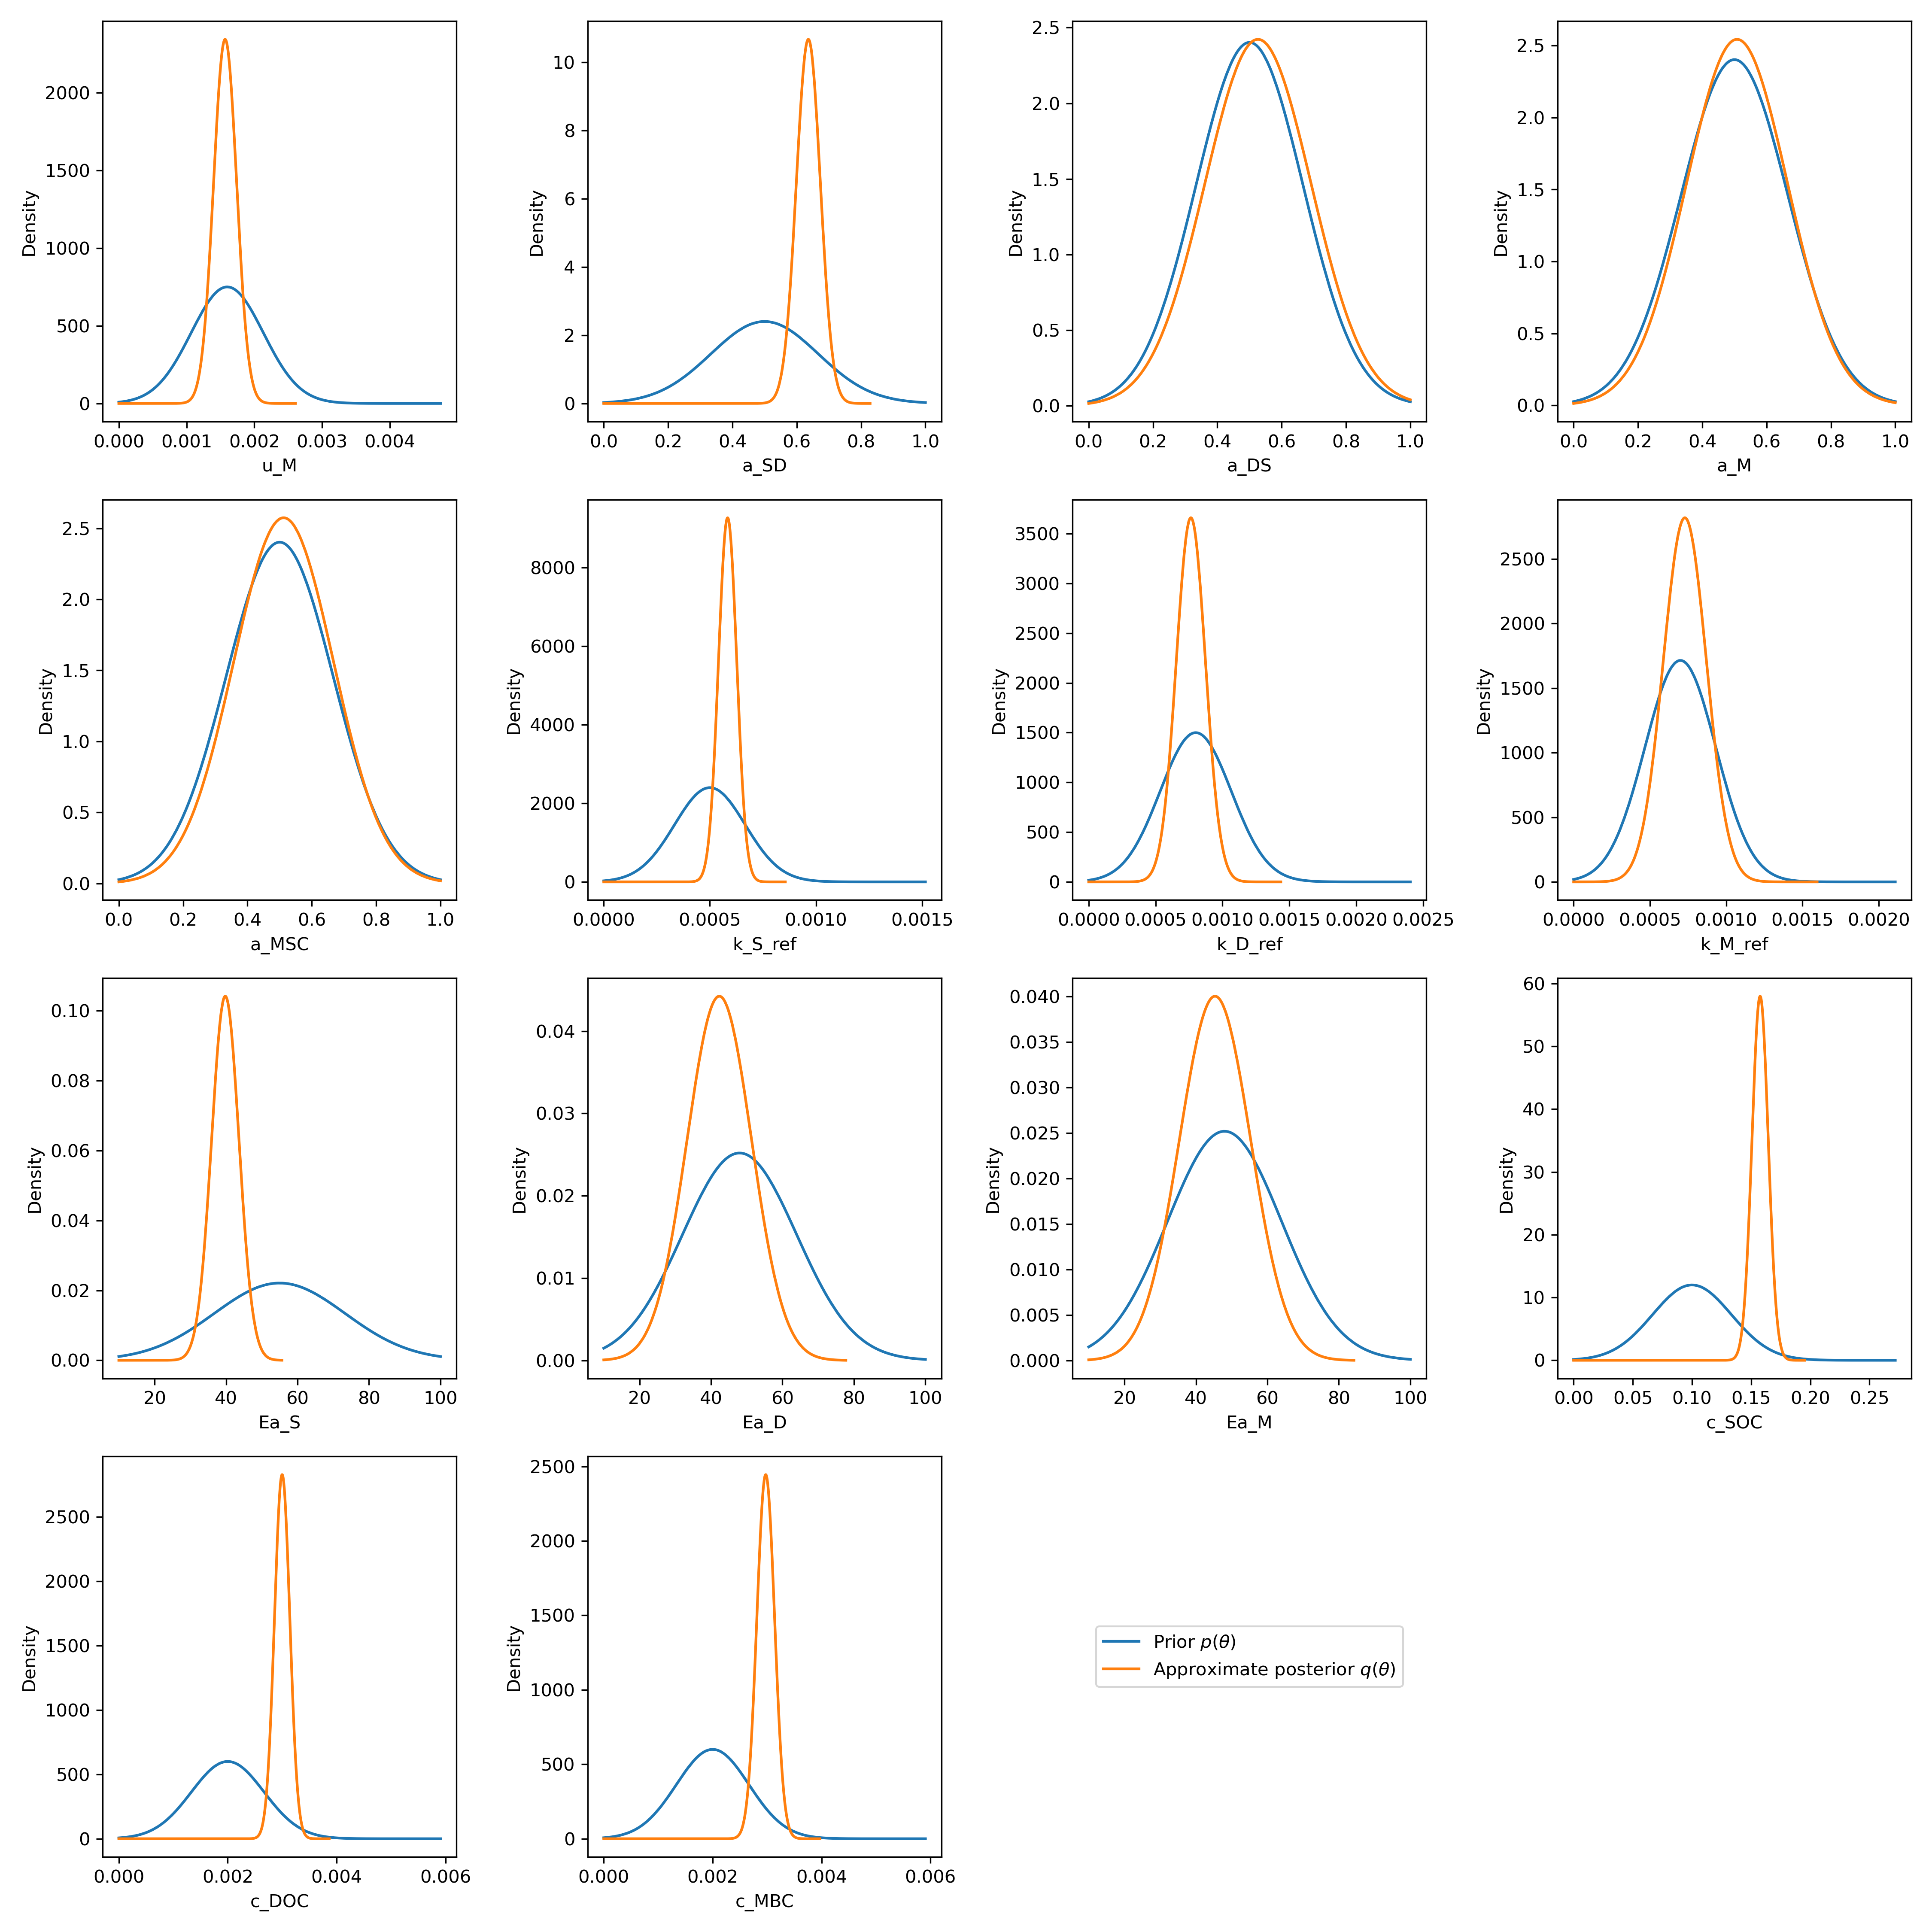 Density
2000
1500
1000
500
0
0.000 0.001 0.002 0.003 0.004
u_M
Density
10
8
6
4
2
0
0.0 0.2 0.4 0.6 0.8 1.0
a_SD
Density
2.5
2.0
1.5
1.0
0.5
0.0
0.0 0.2 0.4 0.6 0.8 1.0
a_DS
Density
2.5
2.0
1.5
1.0
0.5
0.0
0.0 0.2 0.4 0.6 0.8 1.0
a_M
Density
2.5
2.0
1.5
1.0
0.5
0.0
0.0 0.2 0.4 0.6 0.8 1.0
a_MSC
Density
8000
6000
4000
2000
0
0.0000 0.0005 0.0010 0.0015
k_S_ref
Density
3500
3000
2500
2000
1500
1000
500
0
0.0000 0.0005 0.0010 0.0015 0.0020 0.0025
k_D_ref
Density
2500
2000
1500
1000
500
0
0.0000 0.0005 0.0010 0.0015 0.0020
k_M_ref
Density
0.10
0.08
0.06
0.04
0.02
0.00
20 40 60 80 100
Ea_S
Density
0.04
0.03
0.02
0.01
0.00
20 40 60 80 100
Ea_D
Density
0.040
0.035
0.030
0.025
0.020
0.015
0.010
0.005
0.000
20 40 60 80 100
Ea_M
Density
60
50
40
30
20
10
0
0.00 0.05 0.10 0.15 0.20 0.25
c_SOC
Density
2500
2000
1500
1000
500
0
0.000 0.002 0.004 0.006
c_DOC
Density
2500
2000
1500
1000
500
0
0.000 0.002 0.004 0.006
c_MBC
Prior p(θ)
Approximate posterior q(θ)